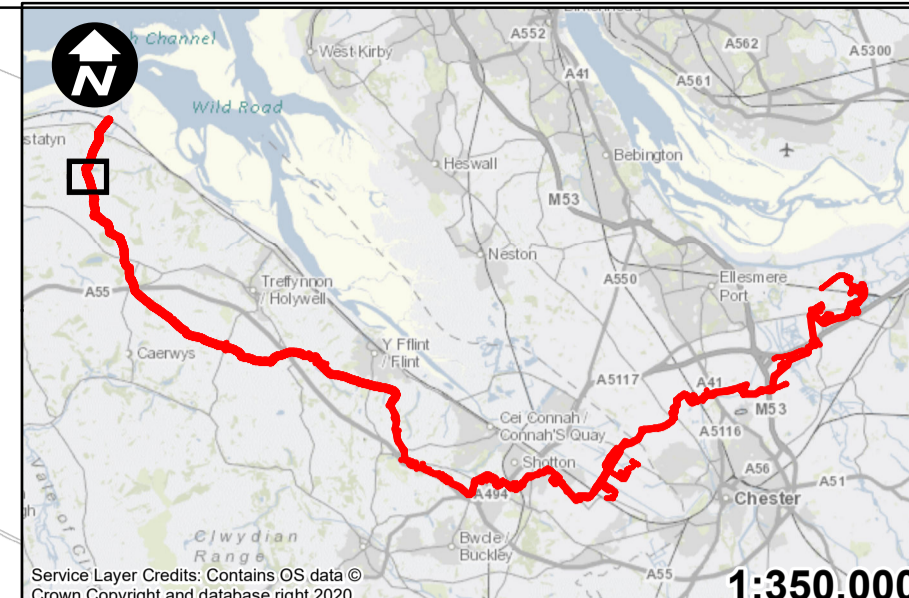 A552
A562
A5300
h Channel
West Kirby
A41
A561
N
Wild Road
statyn
Bebington
Heswall
M53
Neston
A550
Ellesmere
Port
Treffynnon
/ Holywell
A55
Y Fflint
/ Flint
Caerwys
A5117
A41
M53
Cei Connah /
Connah'S Quay
A5116
Shotton
A56
A494
A51
Chester
Clwydian
Range
Bwcle /
Buckley
A55
Service Layer Credits: Contains OS data ©
Crown Copyright and database right 2020
1:350,000